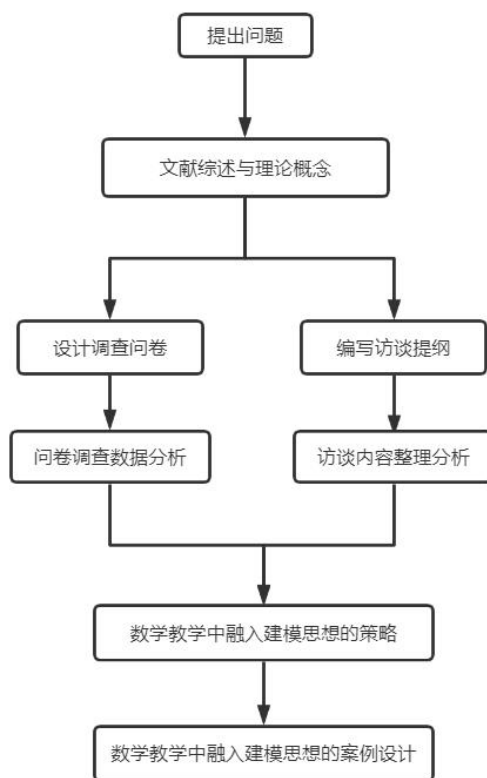 提出问题
文献综述与理论概念
设计调查问卷
编写访谈提纲
问卷调查数据分析
访谈内容整理分析
数学教学中融入建模思想的策略
数学教学中融入建模思想的案例设计